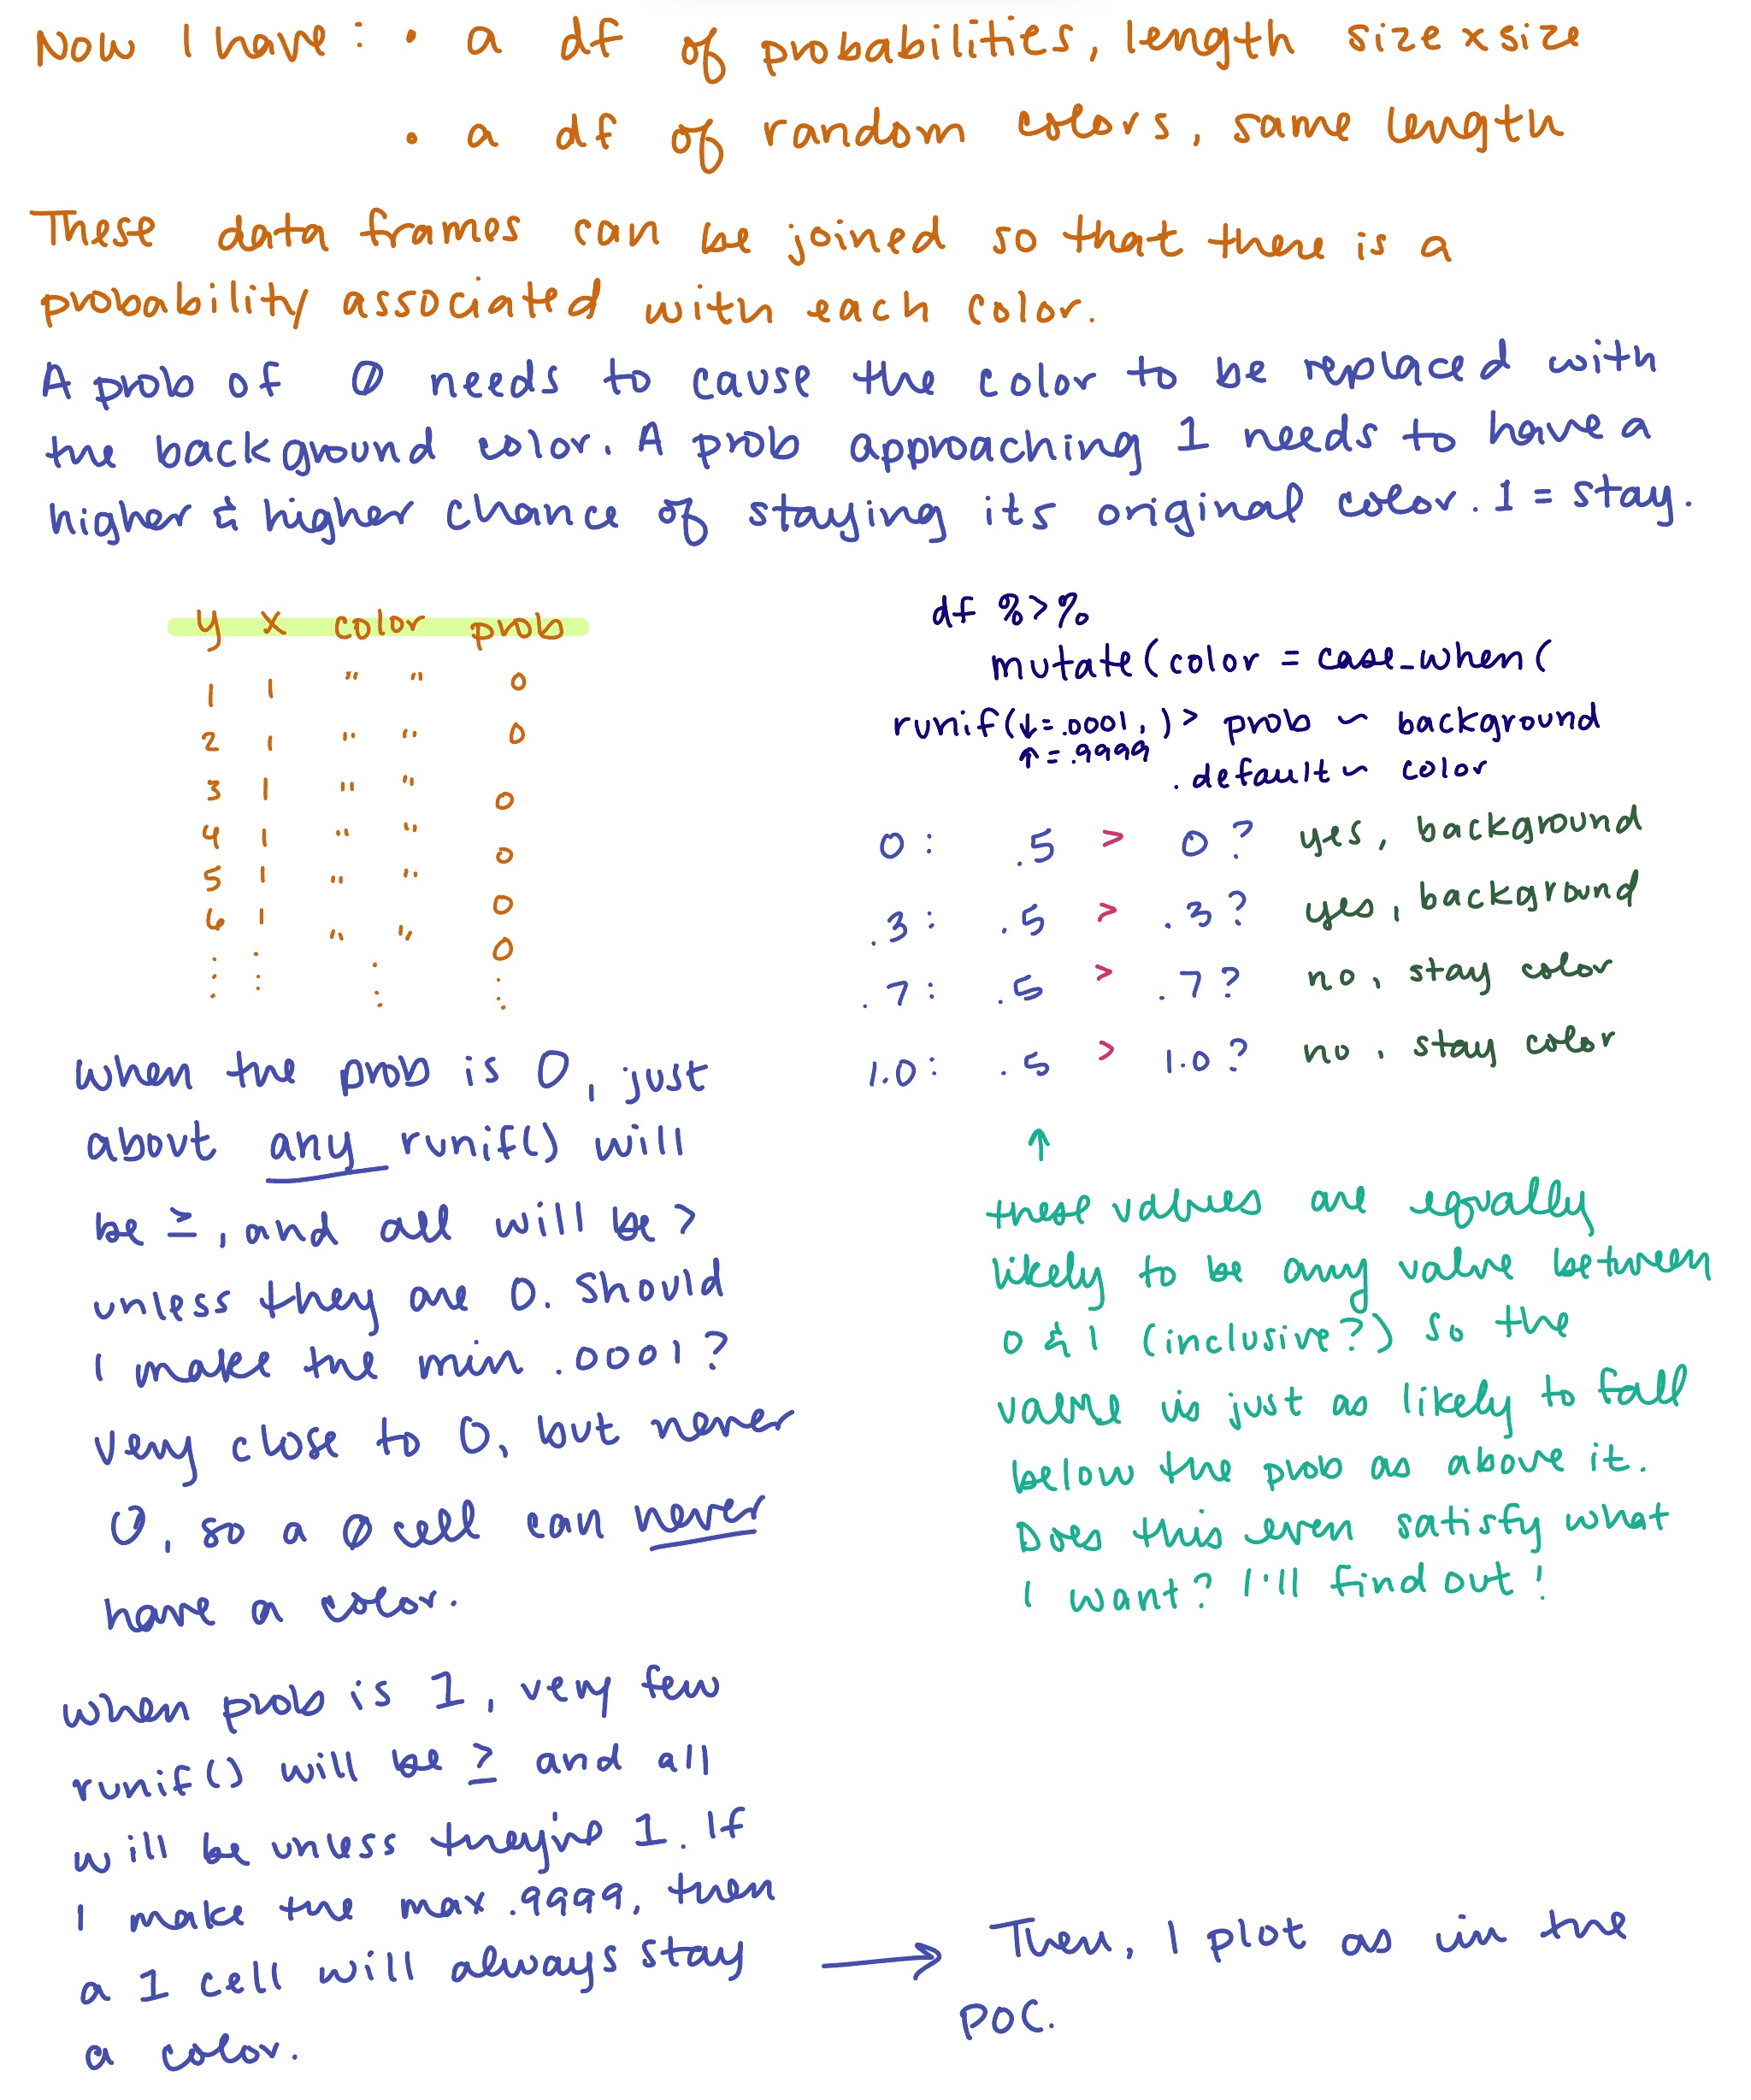 Now I have: • a df of probabilities, length size x size
• a df of random colors, same length
These data frames can be joined so that there is a
probability associated with each color.
A prob of 0 needs to cause the color to be replaced with
the background color. A prob approaching 1 needs to have a
higher & higher chance of staying its original color. 1 = stay.
y x color prob
1 1 " " 0
2 1 " " 0
3 1 " " 0
4 1 " " 0
5 1 " " 0
6 1 " " 0
df %>%
mutate(color = case_when(
runif(↓=.0001, ) > prob ~ background
↑=.9999
.default ~ color
0: .5 > 0? yes, background
.3: .5 > .3? yes, background
.7: .5 > .7? no, stay color
1.0: .5 > 1.0? no, stay color
↑
these values are equally
likely to be any value between
0 & 1 (inclusive?) so the
value is just as likely to fall
below the prob as above it.
Does this even satisfy what
I want? I'll find out!
When the prob is 0, just
about any runif() will
be ≥, and all will be >
unless they are 0. Should
I make the min .0001?
Very close to 0, but never
0, so a 0 cell can never
have a color.
When prob is 1, very few
runif() will be ≥ and all
will be unless they're 1. If
I make the max .9999, then
a 1 cell will always stay
a color.
→ Then, I plot as in the
POC.